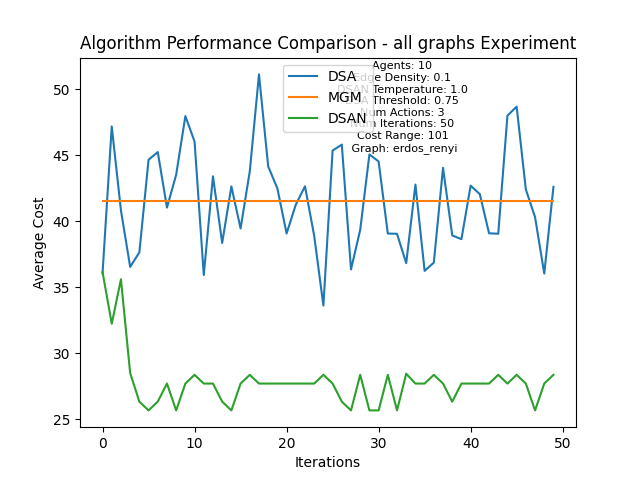 Algorithm Performance Comparison - all graphs Experiment
Agents: 10
Edge Density: 0.1
DSAN Temperature: 1.0
Threshold: 0.75
Num Actions: 3
Num Iterations: 50
Cost Range: 101
Graph: erdos_renyi
DSA
MGM
DSAN
50
45
40
35
30
25
Average Cost
0
10
20
30
40
50
Iterations